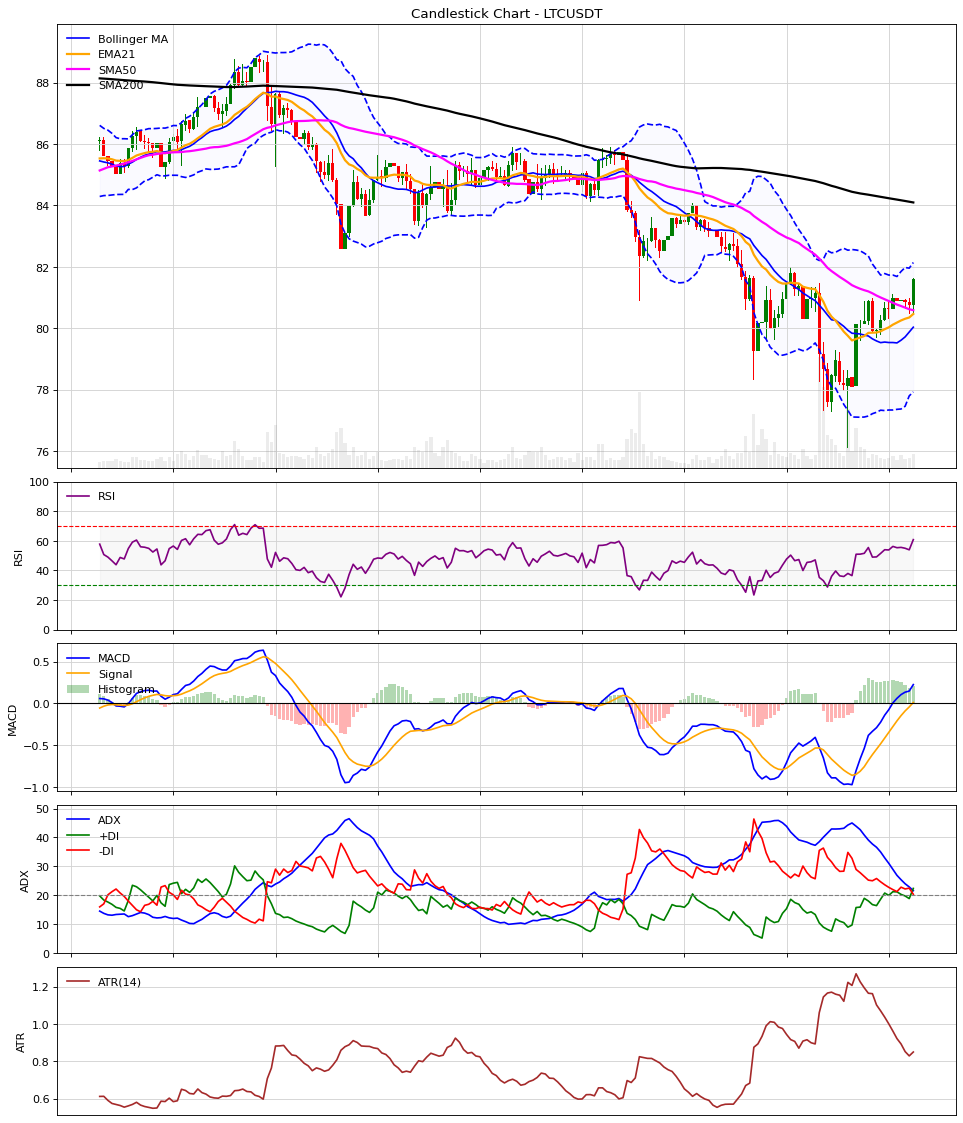 Candlestick Chart - LTCUSDT
Bollinger MA
EMA21
SMA50
SMA200
88
86
84
82
80
78
76
RSI
RSI
100
80
60
40
20
0
MACD
Signal
Histogram
MACD
0.5
0.0
−0.5
−1.0
ADX
+DI
-DI
ADX
50
40
30
20
10
0
ATR(14)
ATR
1.2
1.0
0.8
0.6